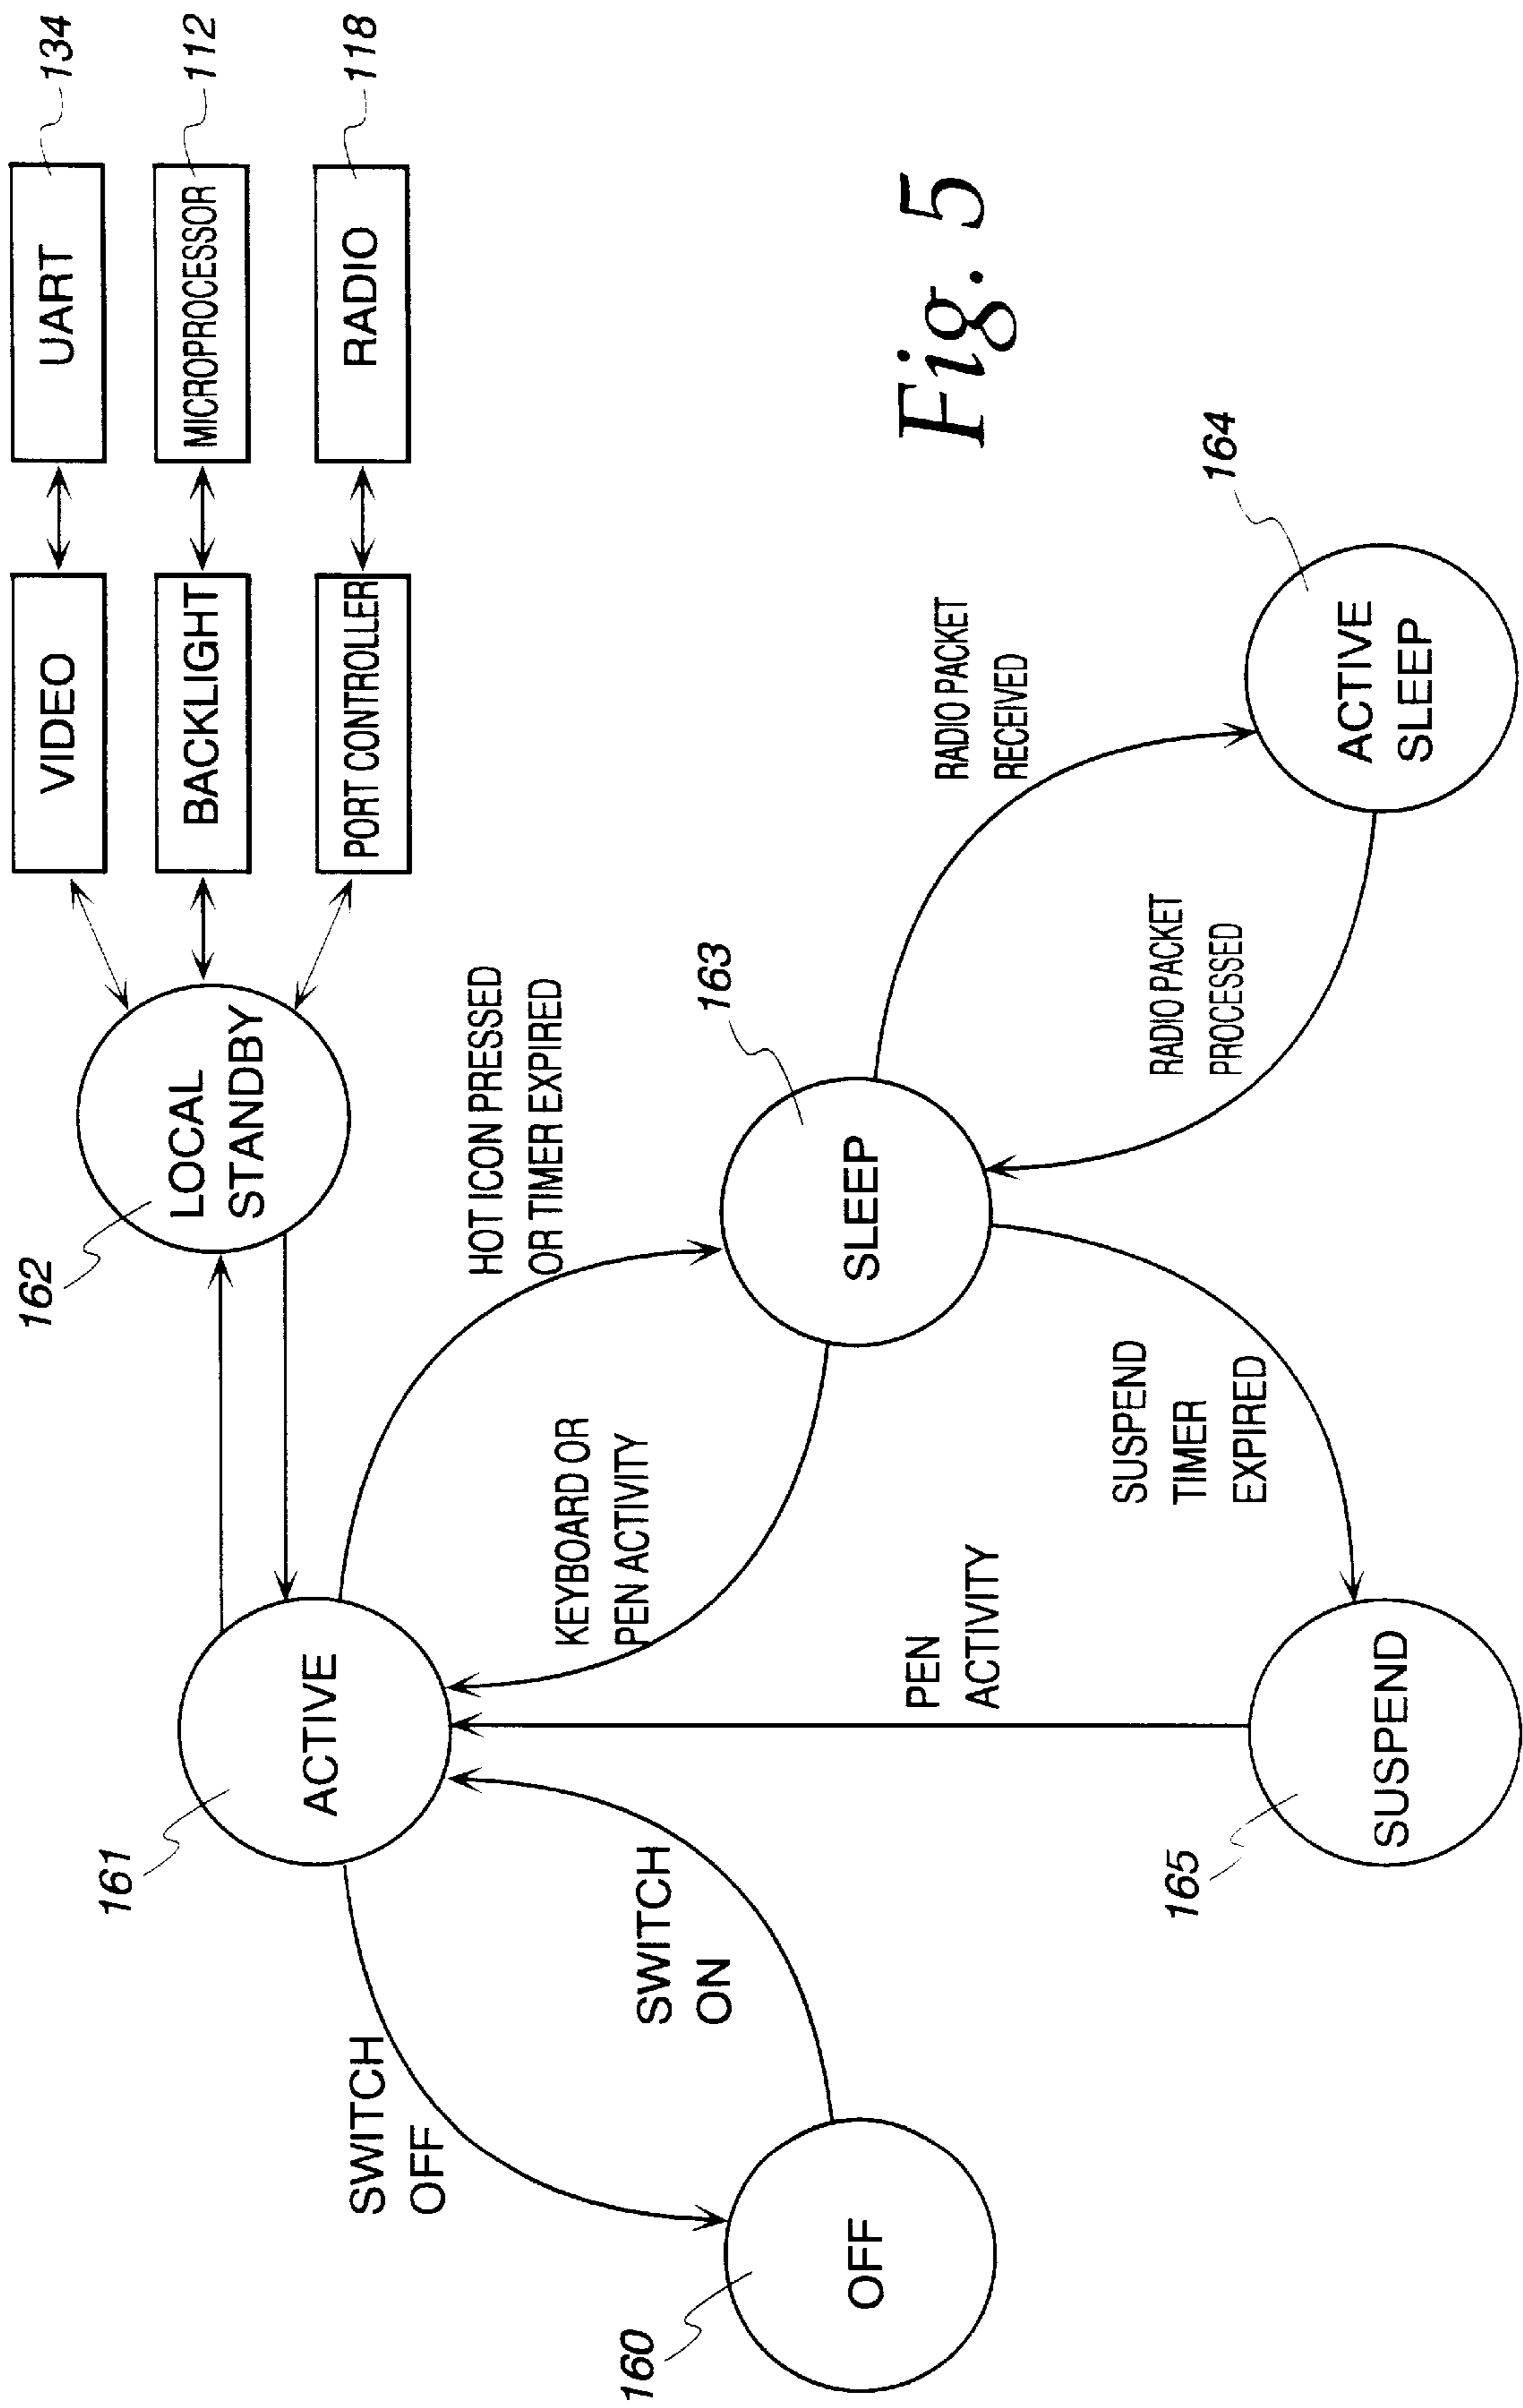 UART
134
MICROPROCESSOR
112
RADIO
118
VIDEO
BACKLIGHT
PORT CONTROLLER
LOCAL
STANDBY
162
ACTIVE
161
HOT ICON PRESSED
OR TIMER EXPIRED
KEYBOARD OR
PEN ACTIVITY
SWITCH
OFF
SWITCH
ON
OFF
160
SLEEP
163
RADIO PACKET
RECEIVED
RADIO PACKET
PROCESSED
ACTIVE
SLEEP
164
SUSPEND
TIMER
EXPIRED
PEN
ACTIVITY
SUSPEND
165
Fig. 5